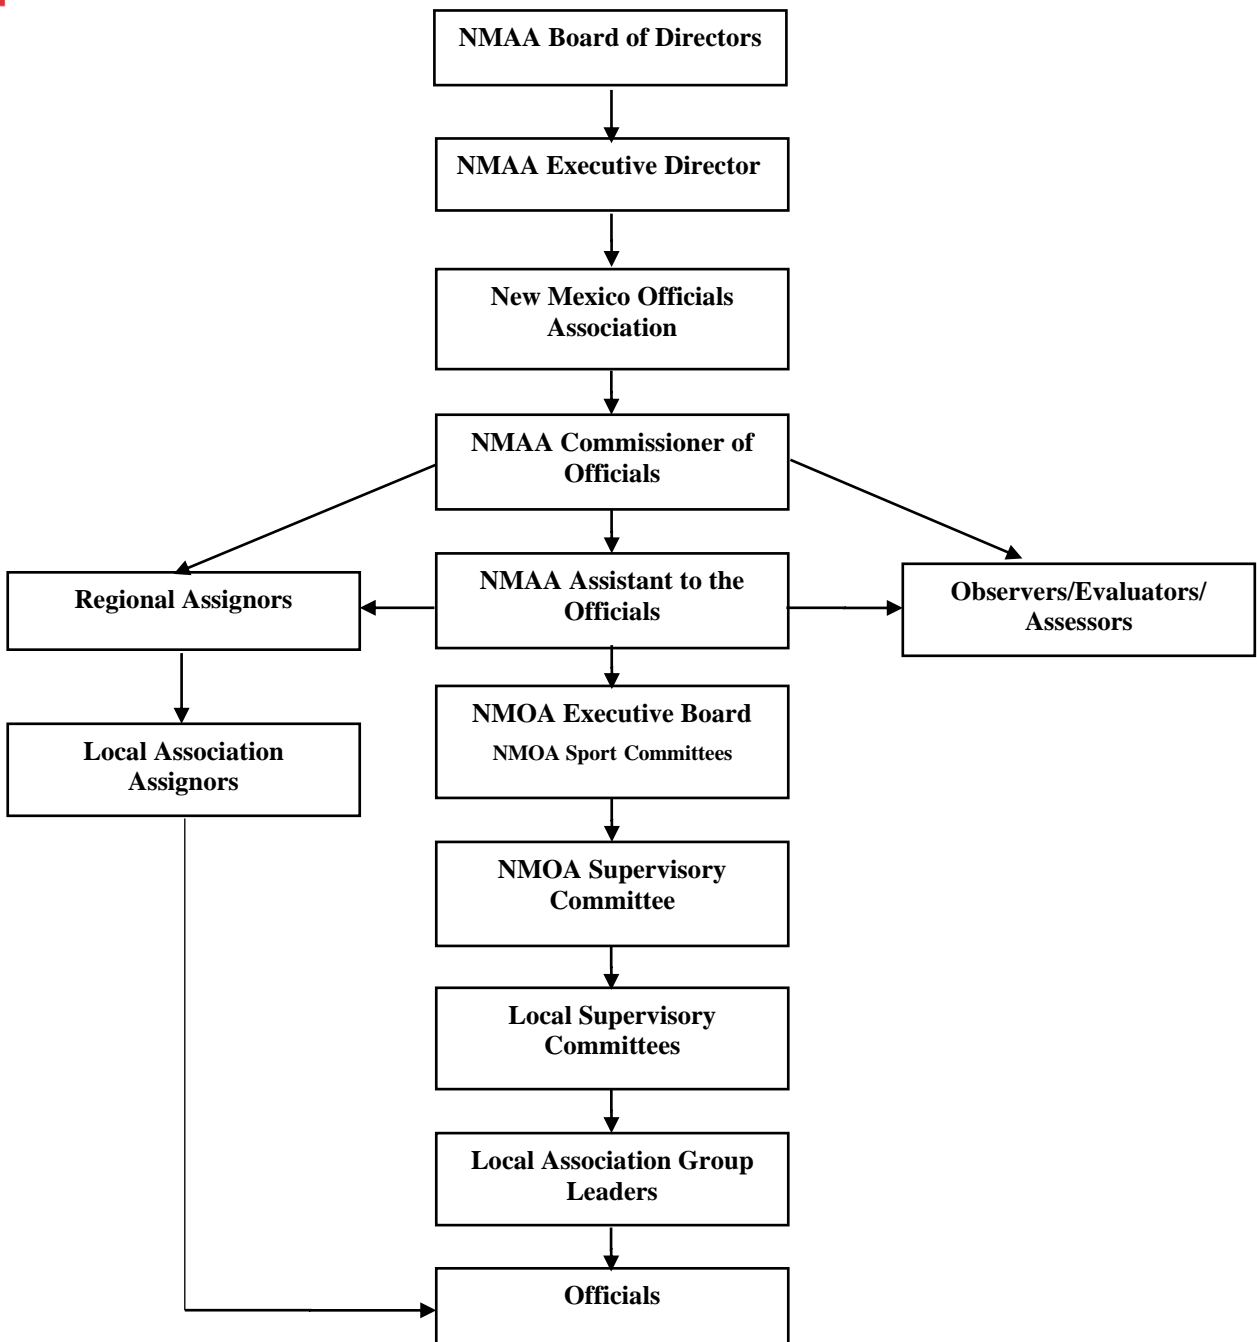 NMAA Board of Directors
NMAA Executive Director
New Mexico Officials
Association
NMAA Commissioner of
Officials
Regional Assignors
NMAA Assistant to the
Officials
Observers/Evaluators/
Assessors
Local Association
Assignors
NMOA Executive Board
NMOA Sport Committees
NMOA Supervisory
Committee
Local Supervisory
Committees
Local Association Group
Leaders
Officials